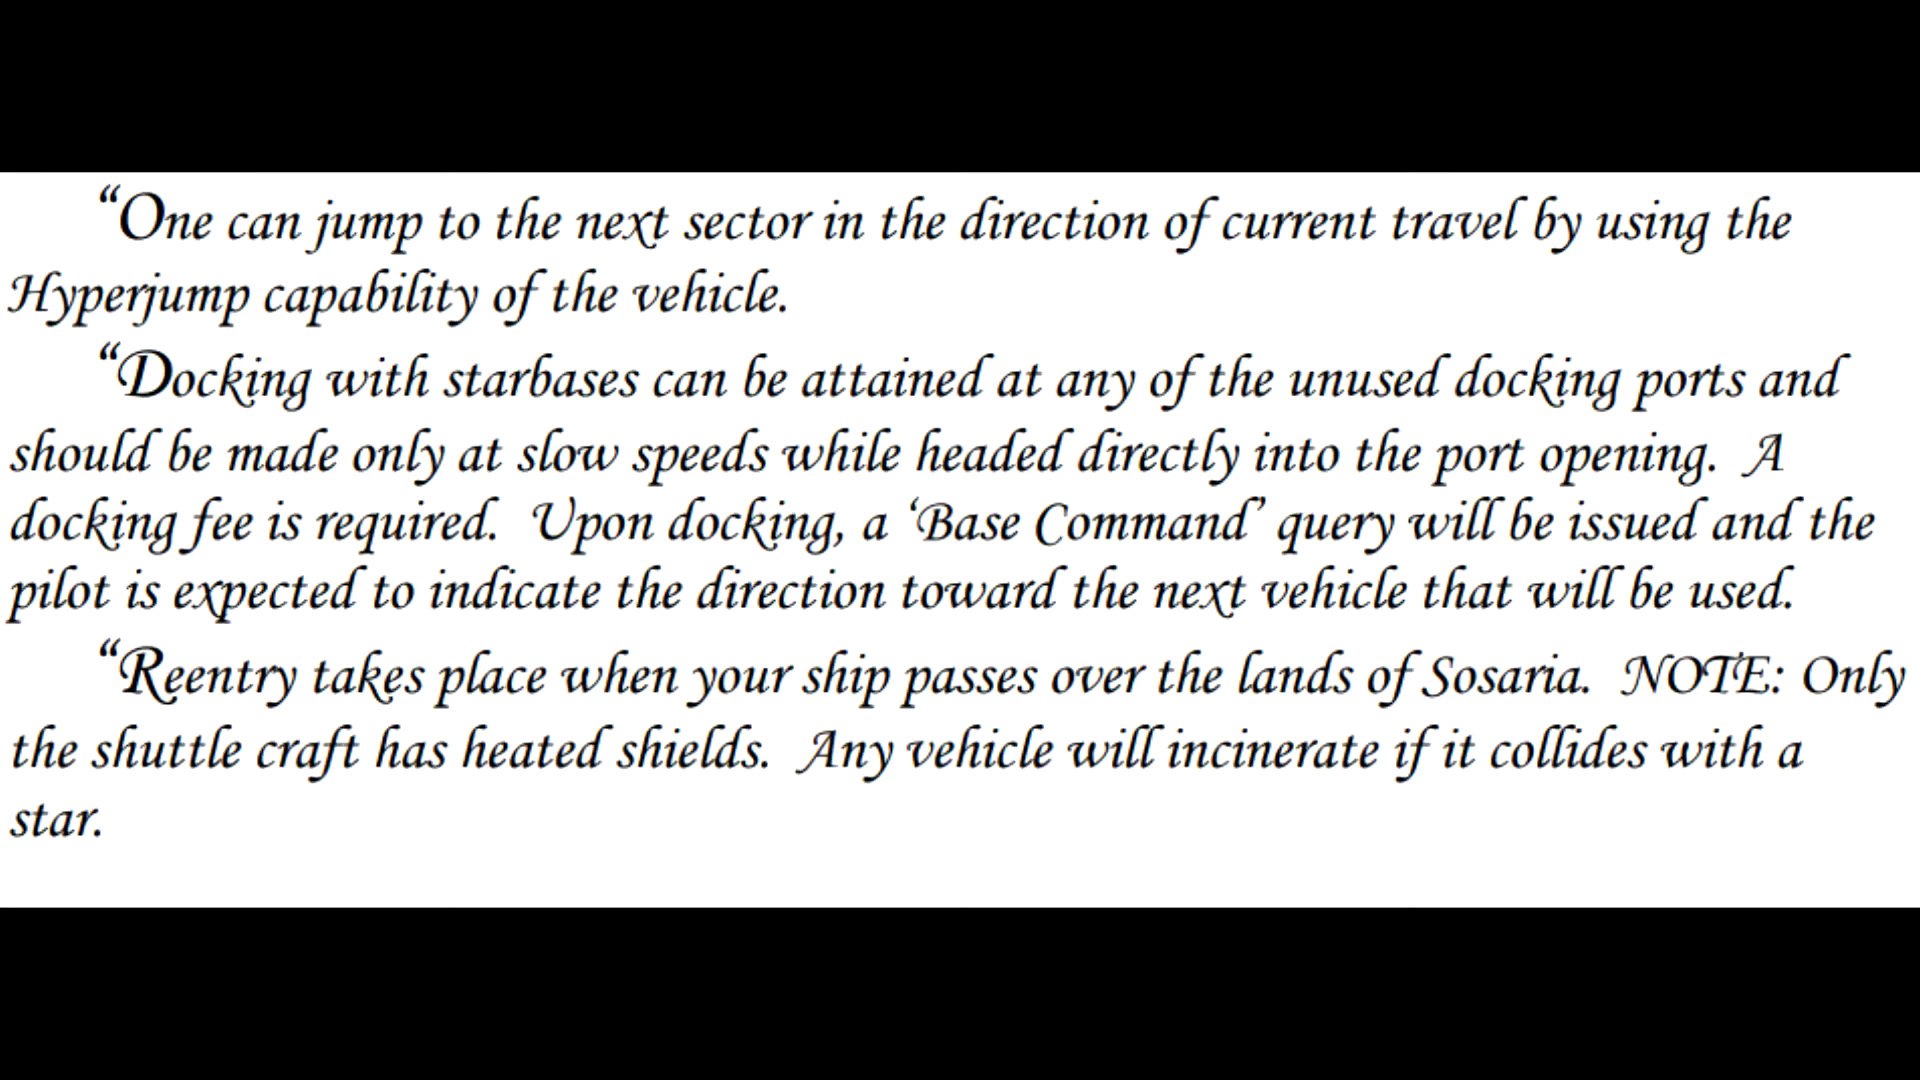 “One can jump to the next sector in the direction of current travel by using the
Hyperjump capability of the vehicle.
“Docking with starbases can be attained at any of the unused docking ports and
should be made only at slow speeds while headed directly into the port opening.  A
docking fee is required.  Upon docking, a ‘Base Command’ query will be issued and the
pilot is expected to indicate the direction toward the next vehicle that will be used.
“Reentry takes place when your ship passes over the lands of Sosaria.  NOTE: Only
the shuttle craft has heated shields.  Any vehicle will incinerate if it collides with a
star.